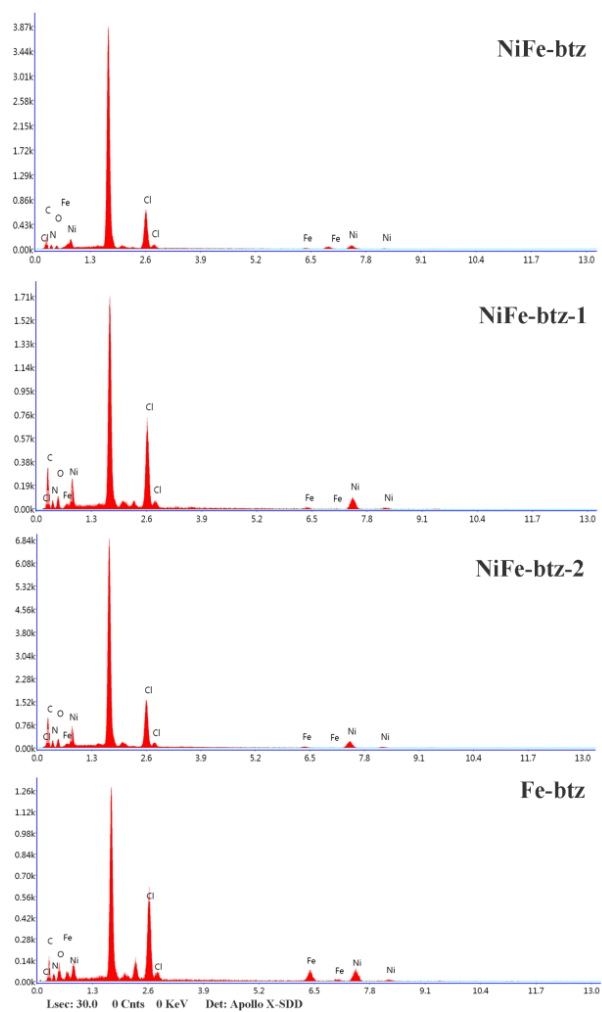 NiFe-btz
3.87k
3.44k
3.01k
2.58k
2.15k
1.72k
1.29k
0.86k
0.43k
0.00k
Fe
C
O
Cl
N
Ni
Cl
Cl
Fe
Fe
Ni
Ni
0.0 1.3 2.6 3.9 5.2 6.5 7.8 9.1 10.4 11.7 13.0
NiFe-btz-1
1.71k
1.52k
1.33k
1.14k
0.95k
0.76k
0.57k
0.38k
0.19k
0.00k
C
O
Ni
N
Cl
Fe
Cl
Cl
Fe
Fe
Ni
Ni
0.0 1.3 2.6 3.9 5.2 6.5 7.8 9.1 10.4 11.7 13.0
NiFe-btz-2
6.84k
6.08k
5.32k
4.56k
3.80k
3.04k
2.28k
1.52k
0.76k
0.00k
C
O
Ni
N
Cl
Fe
Cl
Cl
Fe
Fe
Ni
Ni
0.0 1.3 2.6 3.9 5.2 6.5 7.8 9.1 10.4 11.7 13.0
Fe-btz
1.26k
1.12k
0.98k
0.84k
0.70k
0.56k
0.42k
0.28k
0.14k
0.00k
C
Fe
O
N
Cl
Ni
Cl
Cl
Fe
Fe
Ni
Ni
0.0 1.3 2.6 3.9 5.2 6.5 7.8 9.1 10.4 11.7 13.0
Lsec: 30.0 0 Cnts 0 KeV Det: Apollo X-SDD